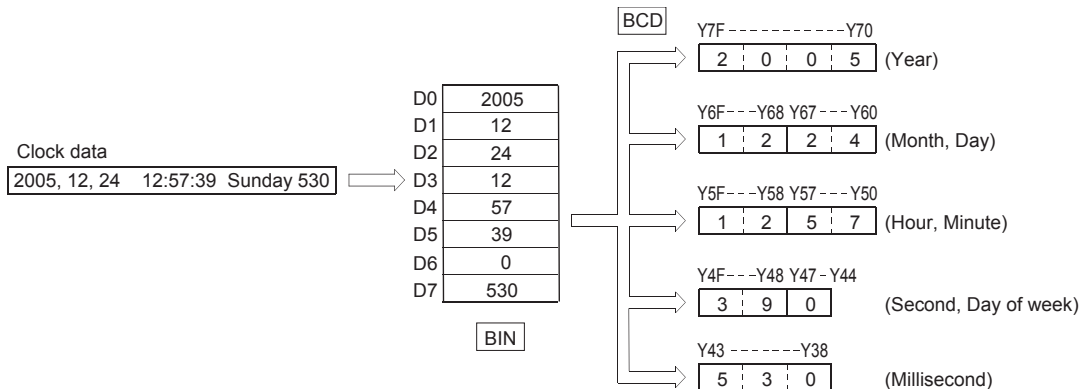 BCD
Y7F - - - - - - - - - - - - -Y70
2 0 0 5 (Year)
Y6F- - -Y68 Y67 - - -Y60
1 2 2 4 (Month, Day)
Y5F- - -Y58 Y57 - - -Y50
1 2 5 7 (Hour, Minute)
Y4F- - -Y48 Y47 - Y44
3 9 0 (Second, Day of week)
Y43 - - - - - - -Y38
5 3 0 (Millisecond)
Clock data
2005, 12, 24 12:57:39 Sunday 530
D0 2005
D1 12
D2 24
D3 12
D4 57
D5 39
D6 0
D7 530
BIN